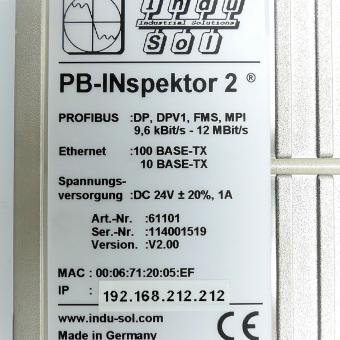 Indu
Industrial Solutions
Sol
PB-INspektor 2 ®
PROFIBUS :DP, DPV1, FMS, MPI
9,6 kBit/s - 12 MBit/s
Ethernet :100 BASE-TX
10 BASE-TX
Spannungs-
versorgung :DC 24V ± 20%, 1A
Art.-Nr. :61101
Ser.-Nr. :114001519
Version. :V2.00
MAC : 00:06:71:20:05:EF
IP : 192.168.212.212
www.indu-sol.com
Made in Germany
CE